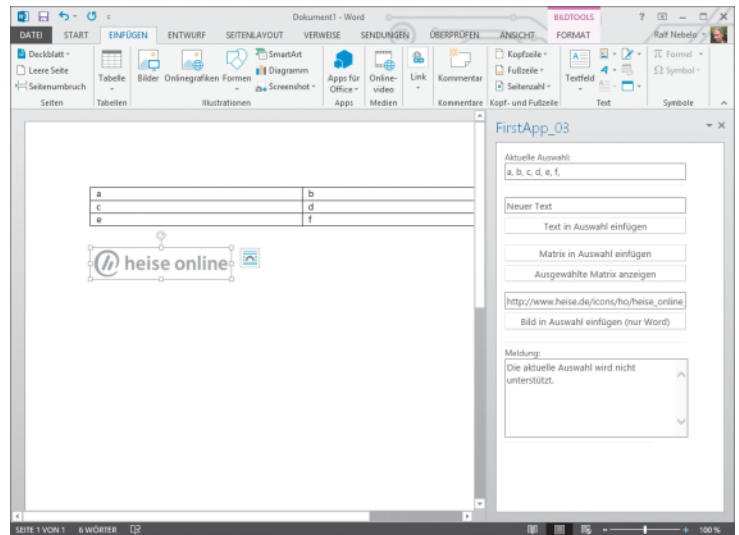 Dokument1 - Word
BILDTOOLS
DATEI START EINFÜGEN ENTWURF SEITENLAYOUT VERWEISE SENDUNGEN ÜBERPRÜFEN ANSICHT FORMAT Ralf Nebelo
Deckblatt
Leere Seite
Seitenumbruch
Seiten
Tabelle
Tabellen
Bilder Onlinegrafiken Formen
SmartArt
Diagramm
Screenshot
Illustrationen
Apps für
Office
Apps
Online-
video
Medien
Link
Kommentar
Kommentare
Kopfzeile
Fußzeile
Seitenzahl
Kopf- und Fußzeile
Textfeld
Text
π Formel
Ω Symbol
Symbole
a b
c d
e f
heise online
FirstApp_03
Aktuelle Auswahl:
a, b, c, d, e, f,
Neuer Text
Text in Auswahl einfügen
Matrix in Auswahl einfügen
Ausgewählte Matrix anzeigen
http://www.heise.de/icons/ho/heise_online
Bild in Auswahl einfügen (nur Word)
Meldung:
Die aktuelle Auswahl wird nicht
unterstützt.
SEITE 1 VON 1 6 WÖRTER 100 %